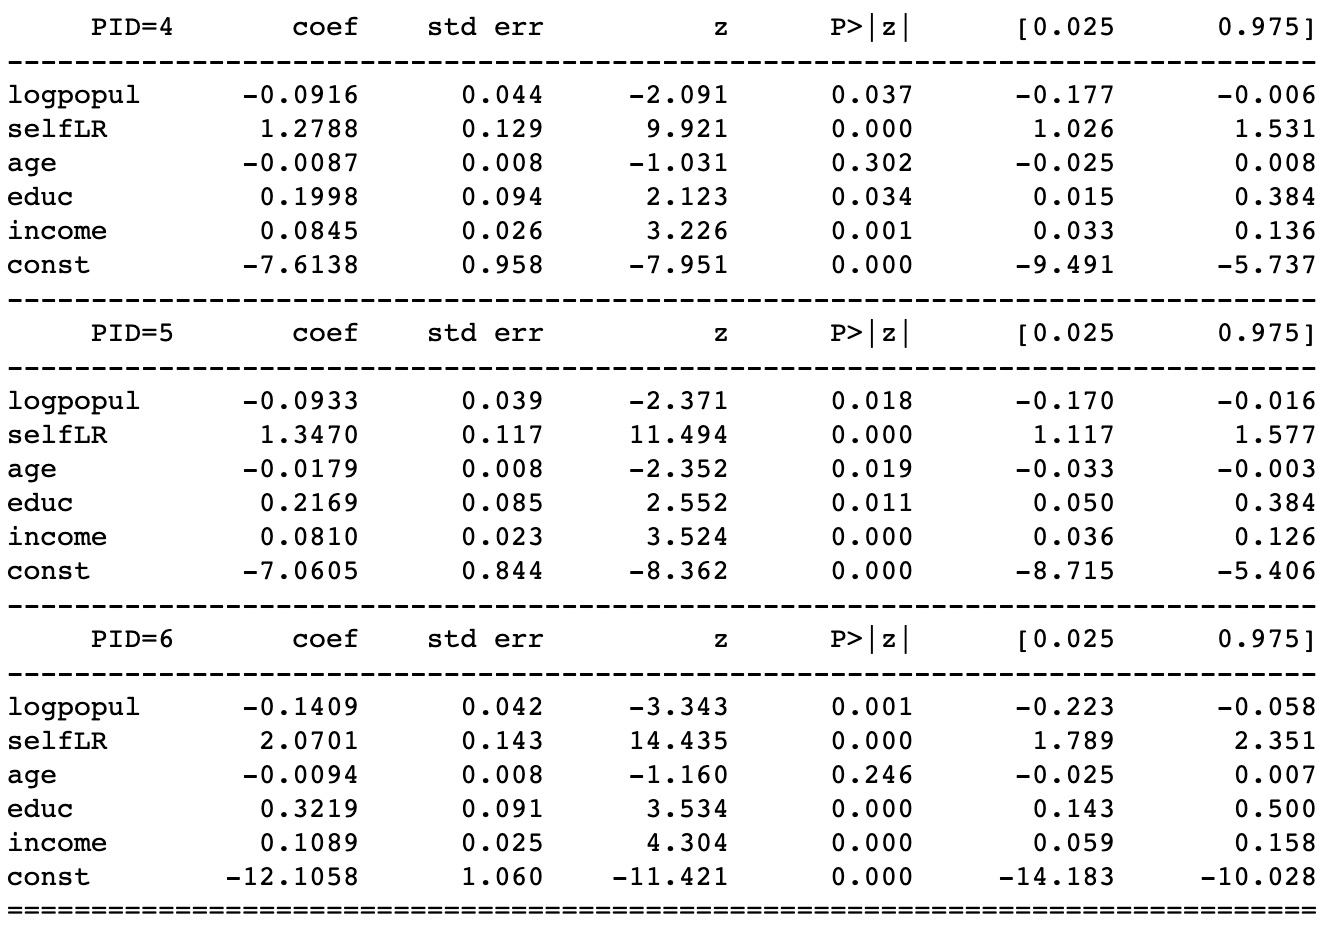 PID=4       coef    std err          z      P>|z|      [0.025      0.975]
------------------------------------------------------------------------------
logpopul      -0.0916      0.044     -2.091      0.037      -0.177      -0.006
selfLR         1.2788      0.129      9.921      0.000       1.026       1.531
age           -0.0087      0.008     -1.031      0.302      -0.025       0.008
educ           0.1998      0.094      2.123      0.034       0.015       0.384
income         0.0845      0.026      3.226      0.001       0.033       0.136
const         -7.6138      0.958     -7.951      0.000      -9.491      -5.737
------------------------------------------------------------------------------
PID=5       coef    std err          z      P>|z|      [0.025      0.975]
------------------------------------------------------------------------------
logpopul      -0.0933      0.039     -2.371      0.018      -0.170      -0.016
selfLR         1.3470      0.117     11.494      0.000       1.117       1.577
age           -0.0179      0.008     -2.352      0.019      -0.033      -0.003
educ           0.2169      0.085      2.552      0.011       0.050       0.384
income         0.0810      0.023      3.524      0.000       0.036       0.126
const         -7.0605      0.844     -8.362      0.000      -8.715      -5.406
------------------------------------------------------------------------------
PID=6       coef    std err          z      P>|z|      [0.025      0.975]
------------------------------------------------------------------------------
logpopul      -0.1409      0.042     -3.343      0.001      -0.223      -0.058
selfLR         2.0701      0.143     14.435      0.000       1.789       2.351
age           -0.0094      0.008     -1.160      0.246      -0.025       0.007
educ           0.3219      0.091      3.534      0.000       0.143       0.500
income         0.1089      0.025      4.304      0.000       0.059       0.158
const        -12.1058      1.060    -11.421      0.000     -14.183     -10.028
==============================================================================